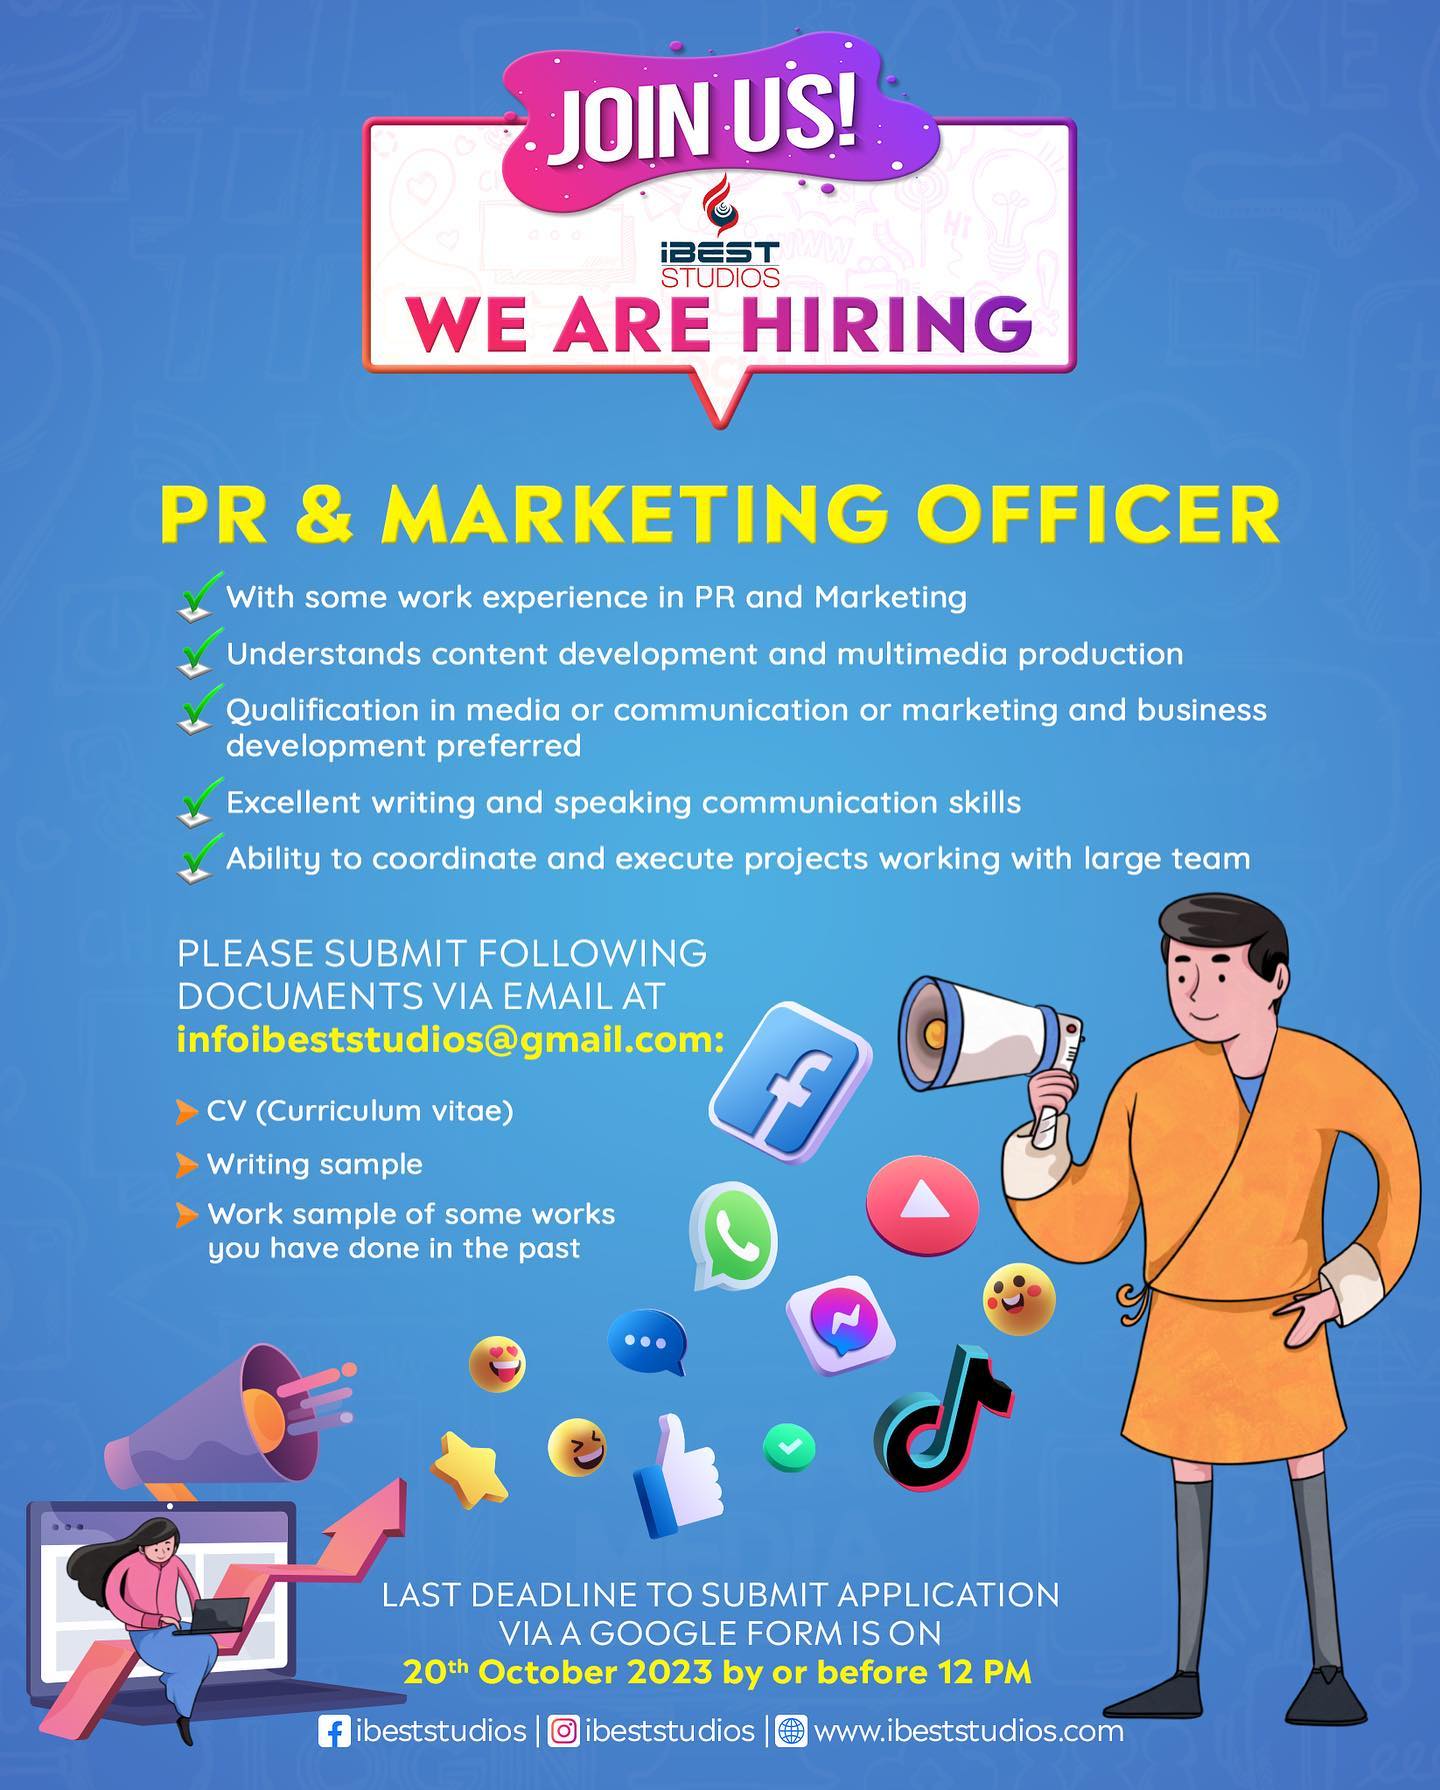 JOIN US!
iBEST
STUDIOS
WE ARE HIRING
PR & MARKETING OFFICER
With some work experience in PR and Marketing
Understands content development and multimedia production
Qualification in media or communication or marketing and business
development preferred
Excellent writing and speaking communication skills
Ability to coordinate and execute projects working with large team
PLEASE SUBMIT FOLLOWING
DOCUMENTS VIA EMAIL AT
infoibeststudios@gmail.com:
CV (Curriculum vitae)
Writing sample
Work sample of some works
you have done in the past
LAST DEADLINE TO SUBMIT APPLICATION
VIA A GOOGLE FORM IS ON
20th October 2023 by or before 12 PM
ibeststudios | ibeststudios | www.ibeststudios.com